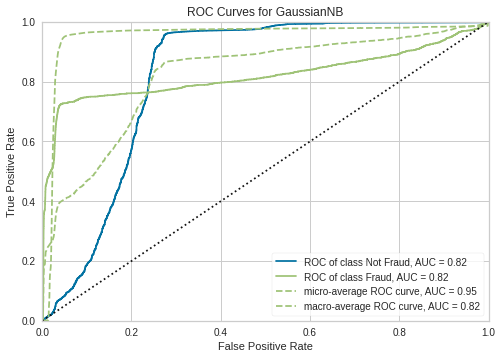 ROC Curves for GaussianNB
True Positive Rate
1.0
0.8
0.6
0.4
0.2
0.0
ROC of class Not Fraud, AUC = 0.82
ROC of class Fraud, AUC = 0.82
micro-average ROC curve, AUC = 0.95
macro-average ROC curve, AUC = 0.82
0.0 0.2 0.4 0.6 0.8 1.0
False Positive Rate